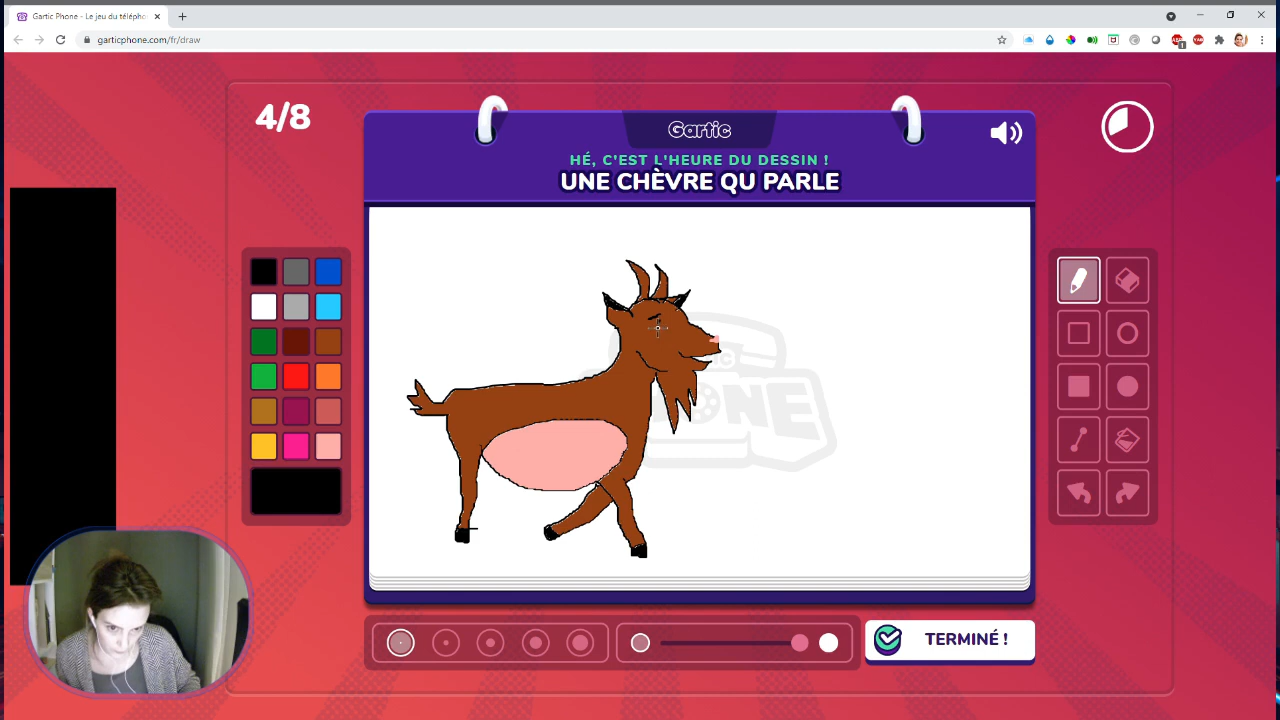 Gartic Phone - Le jeu du télépho
garticphone.com/fr/draw
4/8
Gartic
HÉ, C'EST L'HEURE DU DESSIN !
UNE CHÈVRE QU PARLE
TERMINÉ !